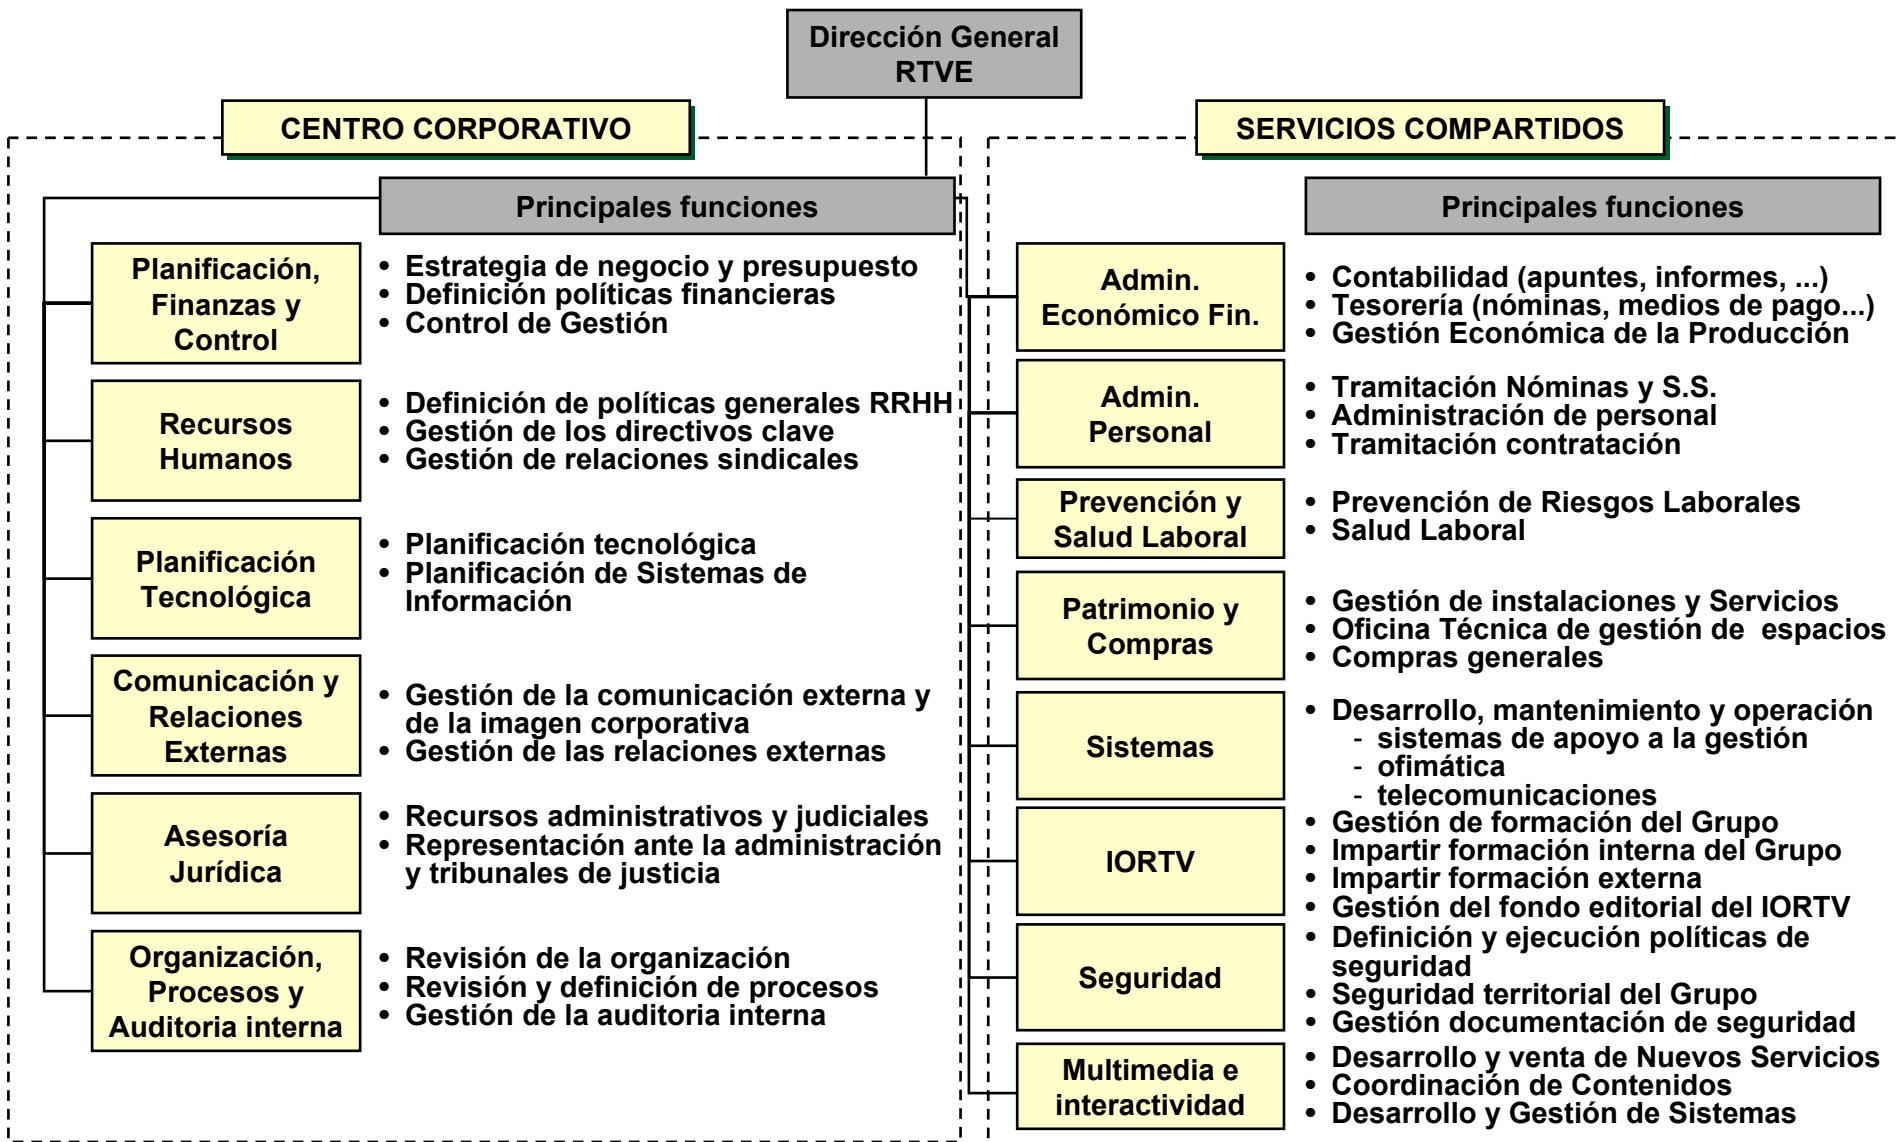 Dirección General
RTVE
CENTRO CORPORATIVO
Principales funciones
Planificación,
Finanzas y
Control
• Estrategia de negocio y presupuesto
• Definición políticas financieras
• Control de Gestión
Recursos
Humanos
• Definición de políticas generales RRHH
• Gestión de los directivos clave
• Gestión de relaciones sindicales
Planificación
Tecnológica
• Planificación tecnológica
• Planificación de Sistemas de
Información
Comunicación y
Relaciones
Externas
• Gestión de la comunicación externa y
de la imagen corporativa
• Gestión de las relaciones externas
Asesoría
Jurídica
• Recursos administrativos y judiciales
• Representación ante la administración
y tribunales de justicia
Organización,
Procesos y
Auditoria interna
• Revisión de la organización
• Revisión y definición de procesos
• Gestión de la auditoria interna
SERVICIOS COMPARTIDOS
Principales funciones
Admin.
Económico Fin.
• Contabilidad (apuntes, informes, ...)
• Tesorería (nóminas, medios de pago...)
• Gestión Económica de la Producción
Admin.
Personal
• Tramitación Nóminas y S.S.
• Administración de personal
• Tramitación contratación
Prevención y
Salud Laboral
• Prevención de Riesgos Laborales
• Salud Laboral
Patrimonio y
Compras
• Gestión de instalaciones y Servicios
• Oficina Técnica de gestión de  espacios
• Compras generales
Sistemas
• Desarrollo, mantenimiento y operación
- sistemas de apoyo a la gestión
- ofimática
- telecomunicaciones
IORTV
• Gestión de formación del Grupo
• Impartir formación interna del Grupo
• Impartir formación externa
• Gestión del fondo editorial del IORTV
Seguridad
• Definición y ejecución políticas de
seguridad
• Seguridad territorial del Grupo
• Gestión documentación de seguridad
Multimedia e
interactividad
• Desarrollo y venta de Nuevos Servicios
• Coordinación de Contenidos
• Desarrollo y Gestión de Sistemas